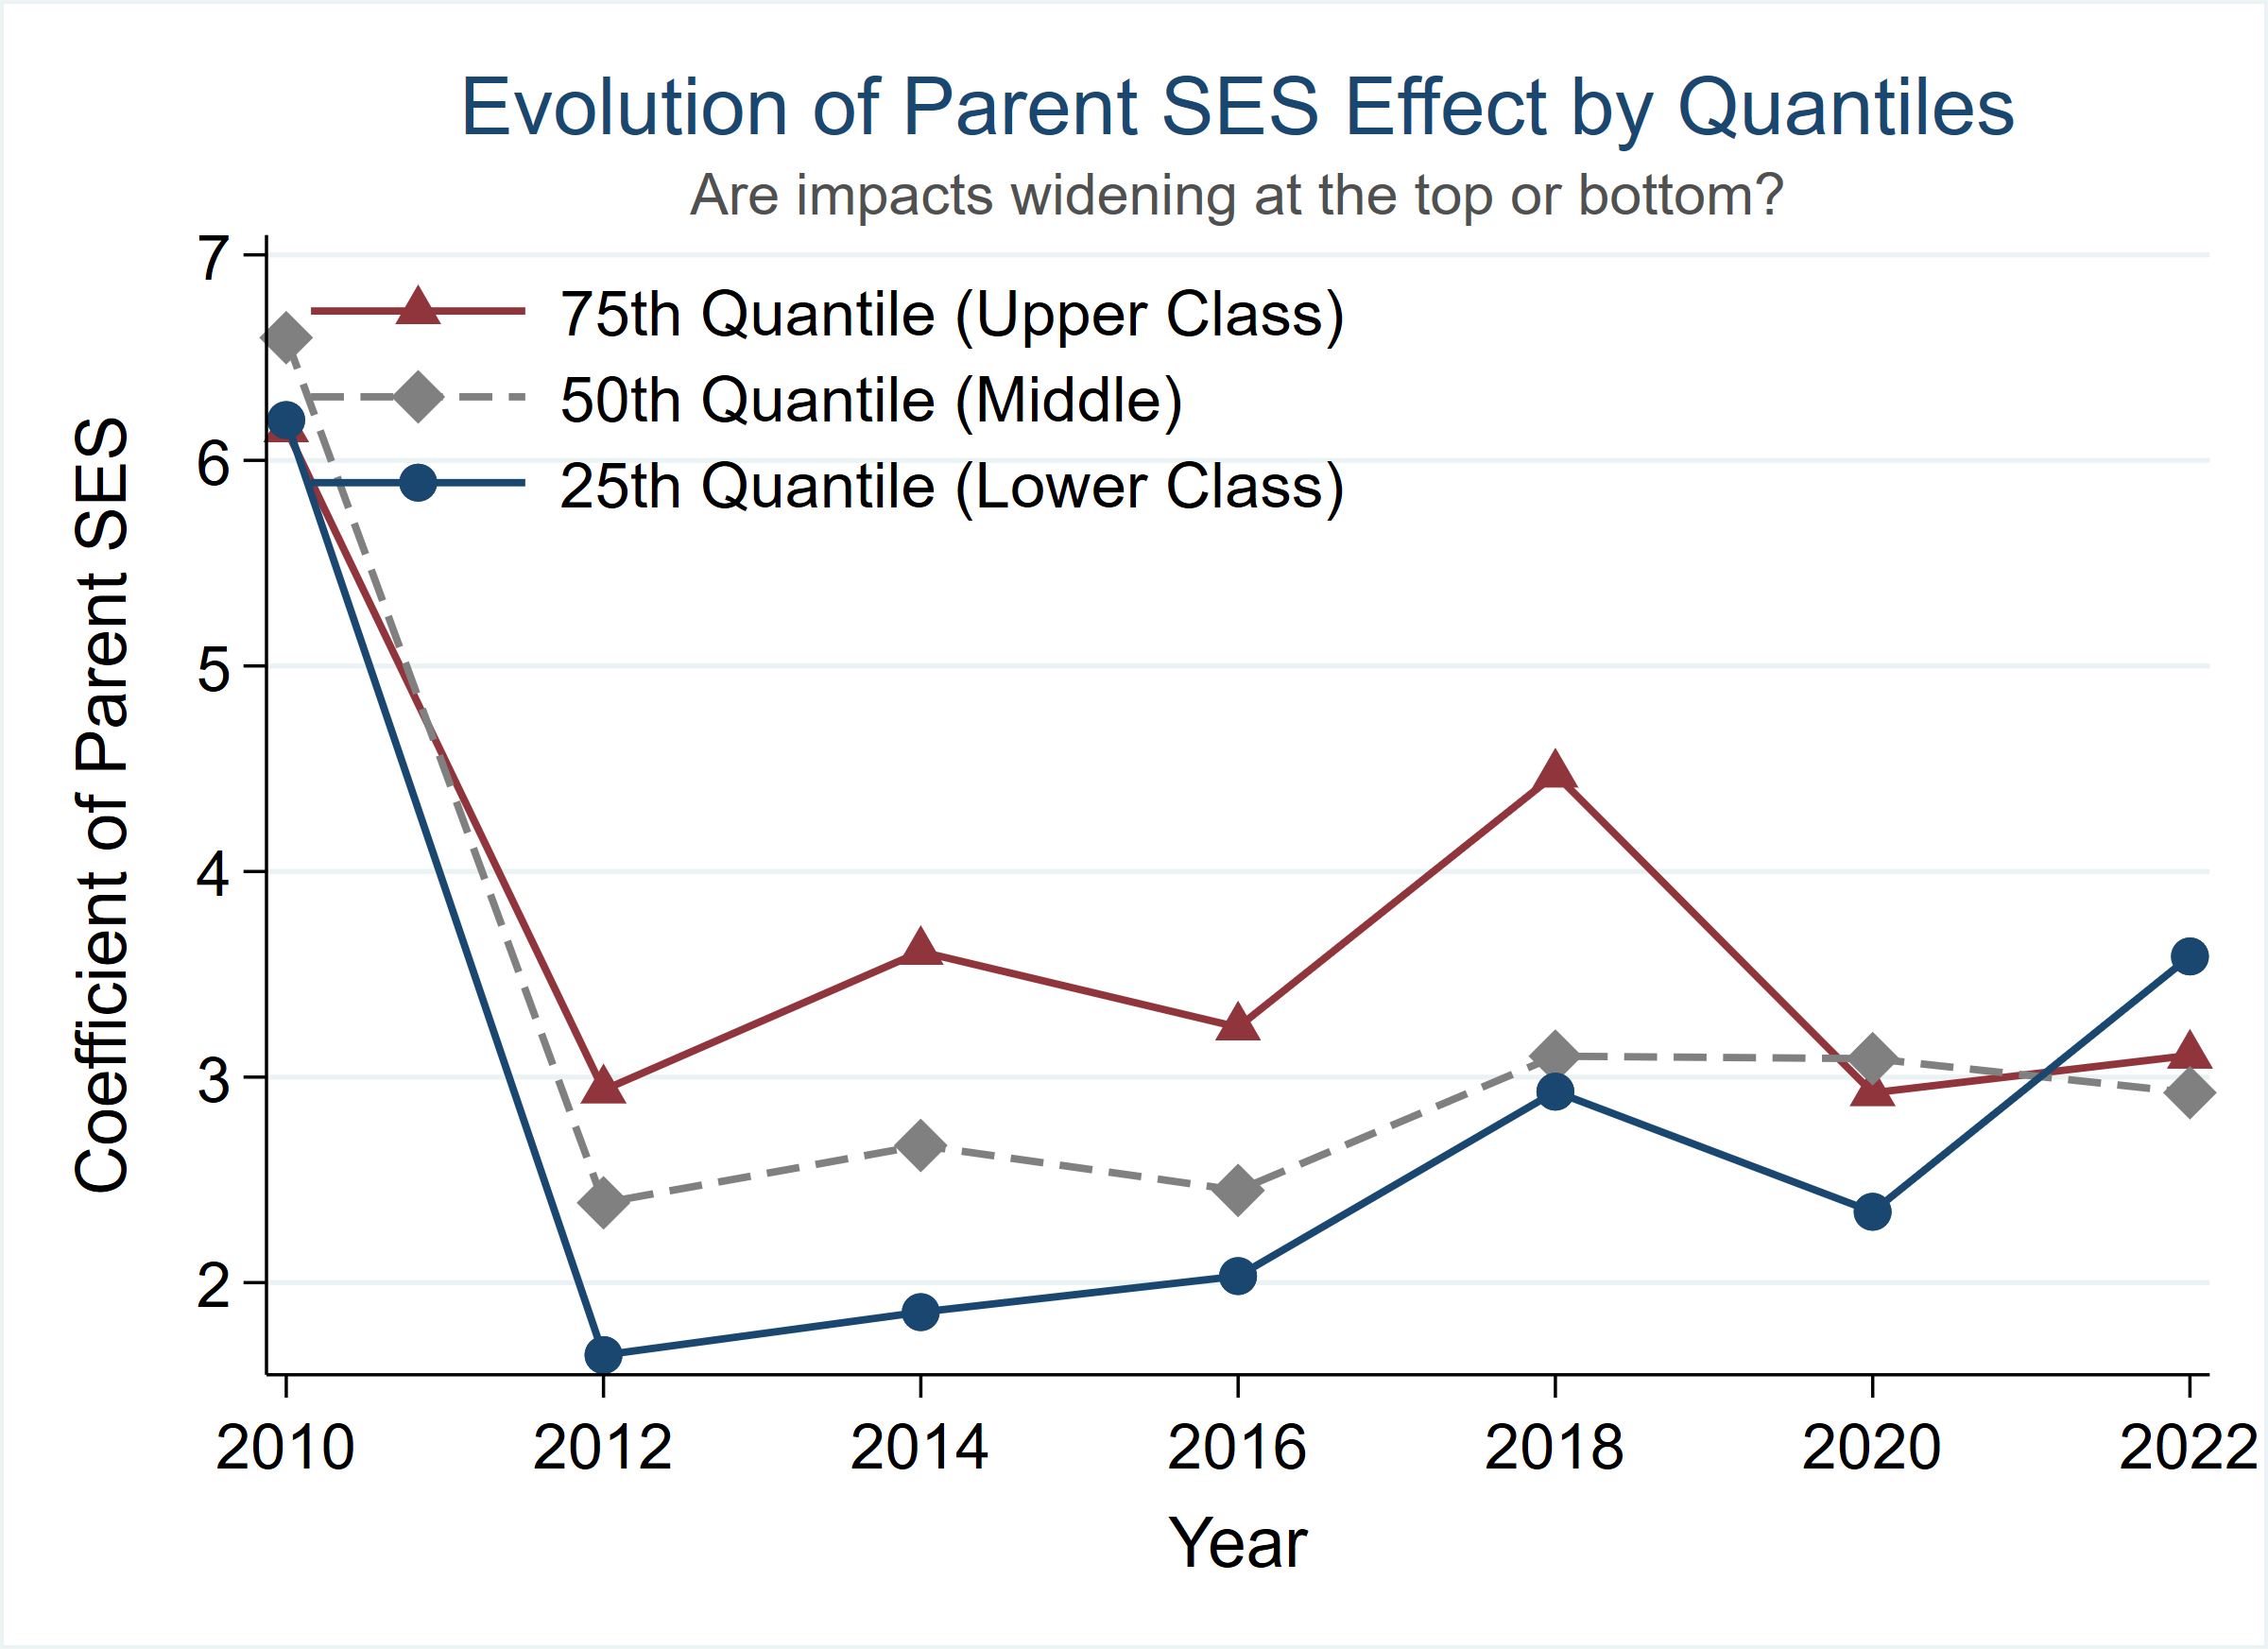 Evolution of Parent SES Effect by Quantiles
Are impacts widening at the top or bottom?
Coefficient of Parent SES
7
6
5
4
3
2
75th Quantile (Upper Class)
50th Quantile (Middle)
25th Quantile (Lower Class)
2010 2012 2014 2016 2018 2020 2022
Year